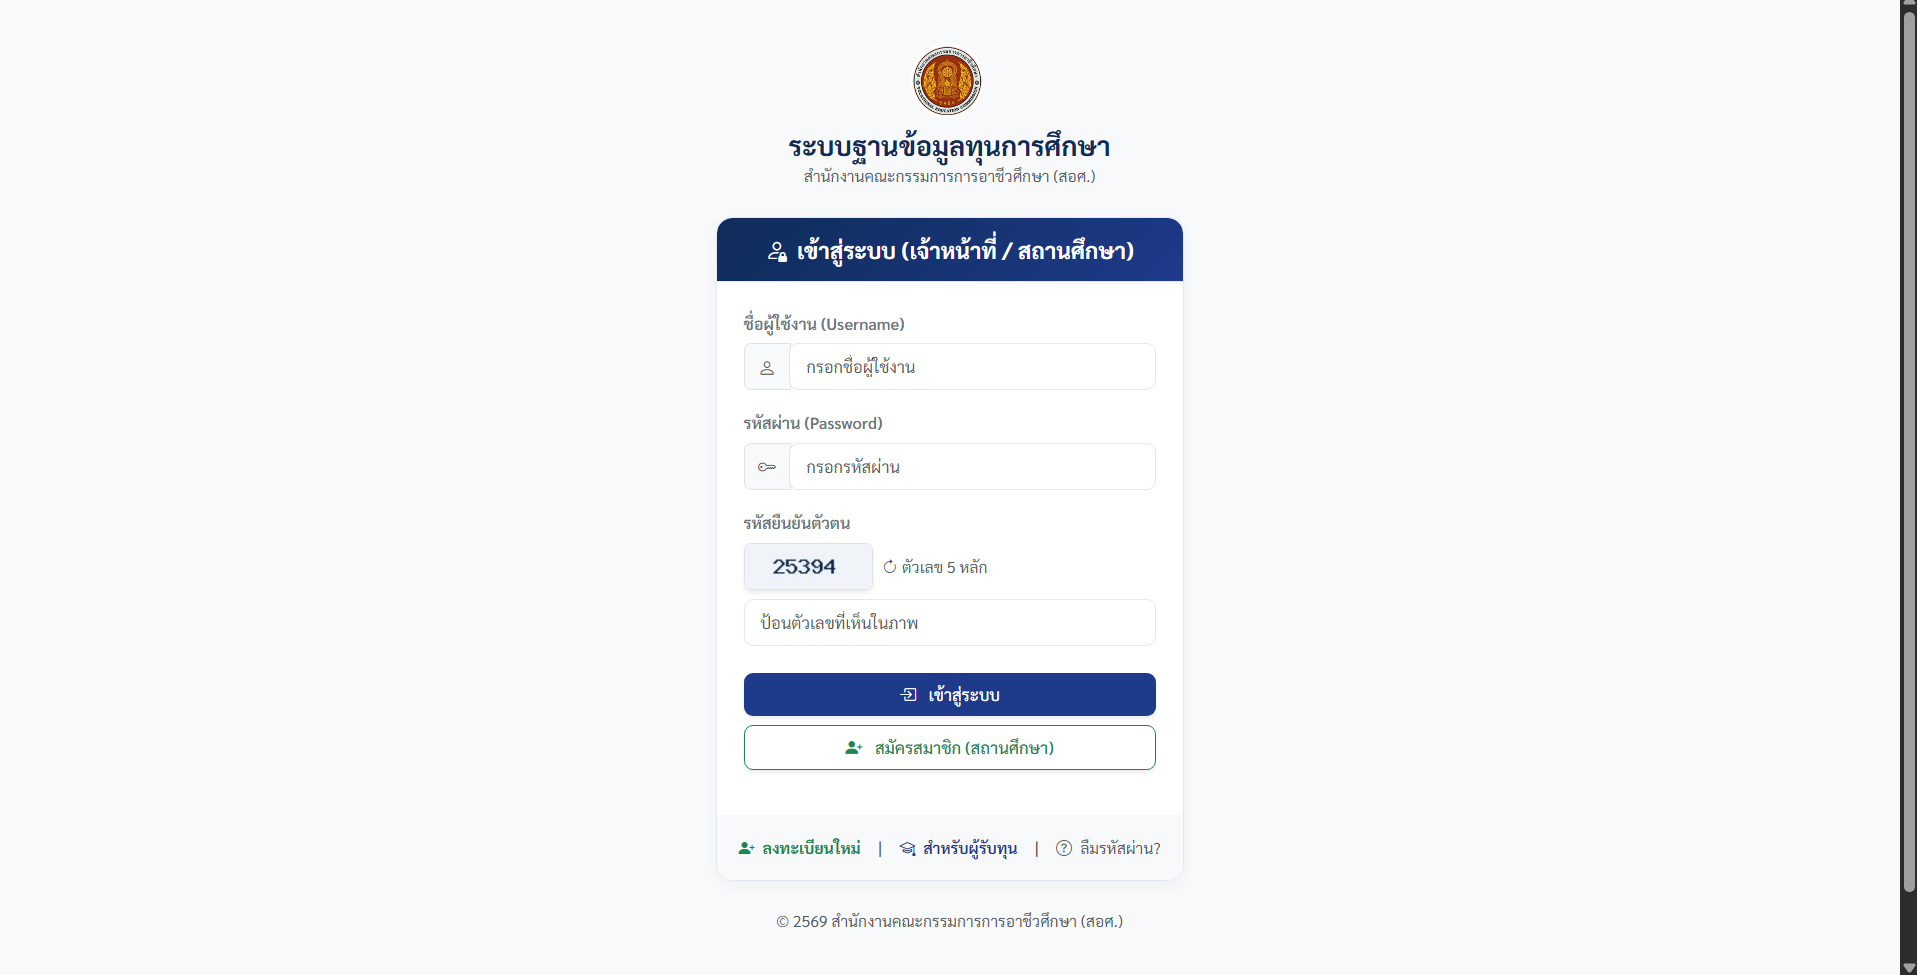 ระบบฐานข้อมูลทุนการศึกษา
สำนักงานคณะกรรมการการอาชีวศึกษา (สอศ.)
เข้าสู่ระบบ (เจ้าหน้าที่ / สถานศึกษา)
ชื่อผู้ใช้งาน (Username)
กรอกชื่อผู้ใช้งาน
รหัสผ่าน (Password)
กรอกรหัสผ่าน
รหัสยืนยันตัวตน
25394 ตัวเลข 5 หลัก
ป้อนตัวเลขที่เห็นในภาพ
เข้าสู่ระบบ
สมัครสมาชิก (สถานศึกษา)
ลงทะเบียนใหม่ | สำหรับผู้รับทุน | ลืมรหัสผ่าน?
© 2569 สำนักงานคณะกรรมการการอาชีวศึกษา (สอศ.)